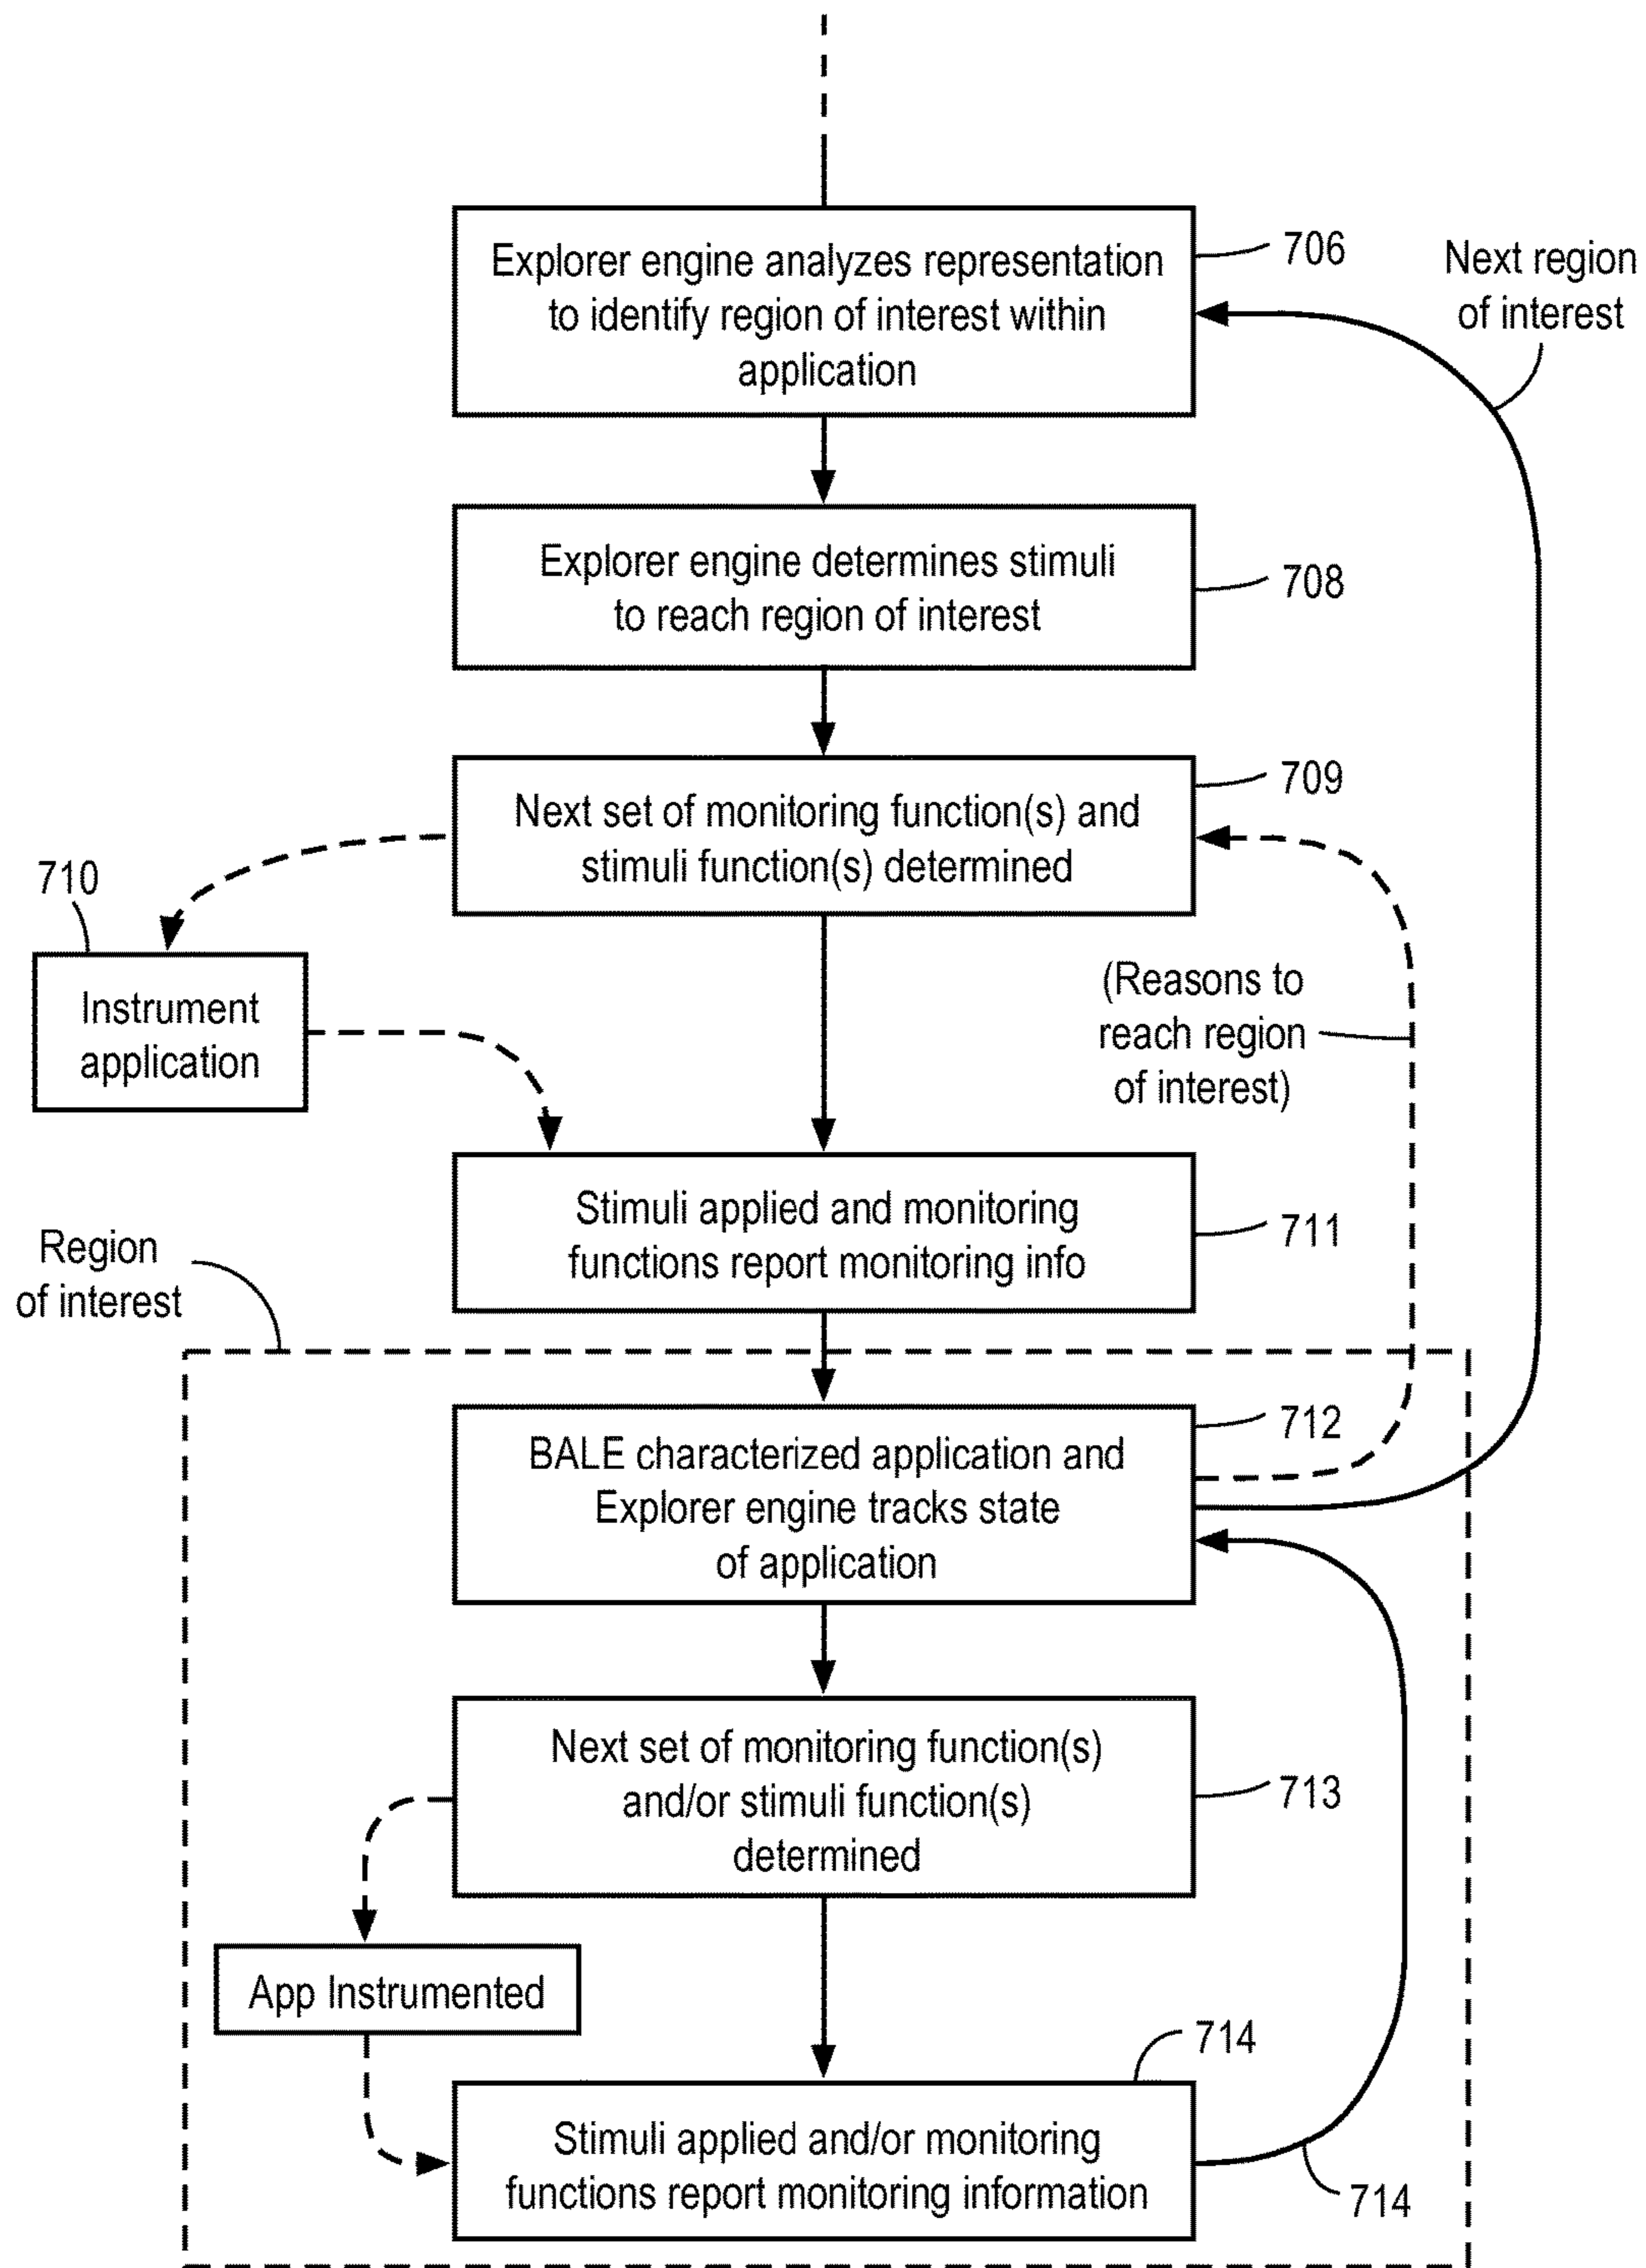 Explorer engine analyzes representation
to identify region of interest within
application
706
Next region
of interest
Explorer engine determines stimuli
to reach region of interest
708
Next set of monitoring function(s) and
stimuli function(s) determined
709
710
Instrument
application
(Reasons to
reach region
of interest)
Stimuli applied and monitoring
functions report monitoring info
711
Region
of interest
BALE characterized application and
Explorer engine tracks state
of application
712
Next set of monitoring function(s)
and/or stimuli function(s)
determined
713
App Instrumented
714
Stimuli applied and/or monitoring
functions report monitoring information
714